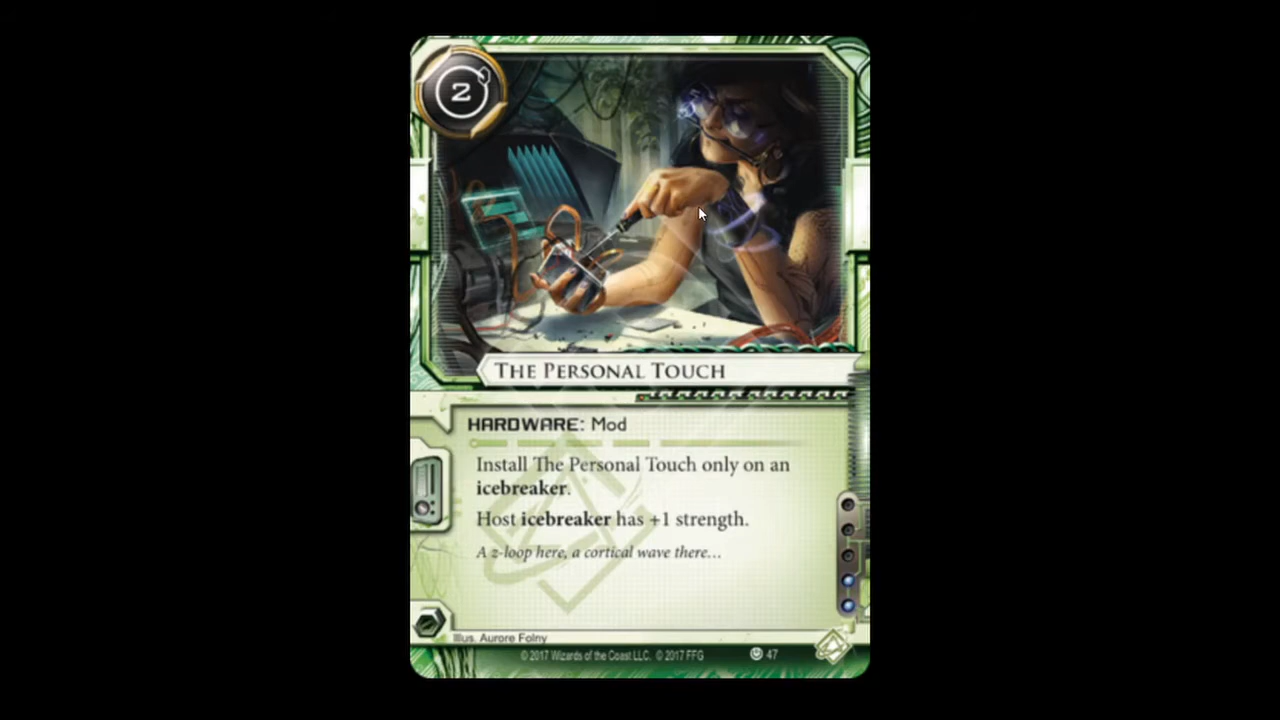 2
THE PERSONAL TOUCH
HARDWARE: Mod
Install The Personal Touch only on an
icebreaker.
Host icebreaker has +1 strength.
A z-loop here, a cortical wave there...
Illus. Aurore Folny
© 2017 Wizards of the Coast LLC. © 2017 FFG 47